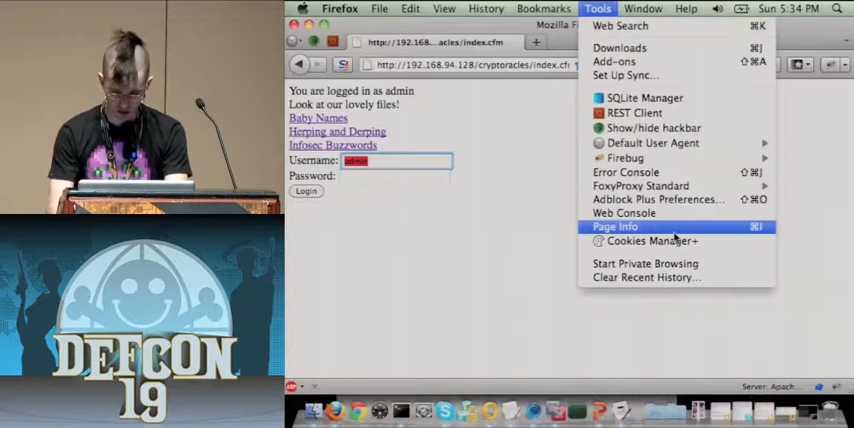 Firefox File Edit View History Bookmarks Tools Window Help Sun 5:34 PM
Mozilla Fi
http://192.168...acles/index.cfm
http://192.168.94.128/cryptoracles/index.cf
You are logged in as admin
Look at our lovely files!
Baby Names
Herping and Derping
Infosec Buzzwords
Username: admin
Password:
Login
Web Search ⌘K
Downloads ⌘J
Add-ons ⇧⌘A
Set Up Sync...
SQLite Manager
REST Client
Show/hide hackbar
Default User Agent
Firebug
Error Console ⇧⌘J
FoxyProxy Standard
Adblock Plus Preferences... ⇧⌘O
Web Console
Page Info ⌘I
Cookies Manager+
Start Private Browsing
Clear Recent History...
ABP
Server: Apach...
DEFCON
19